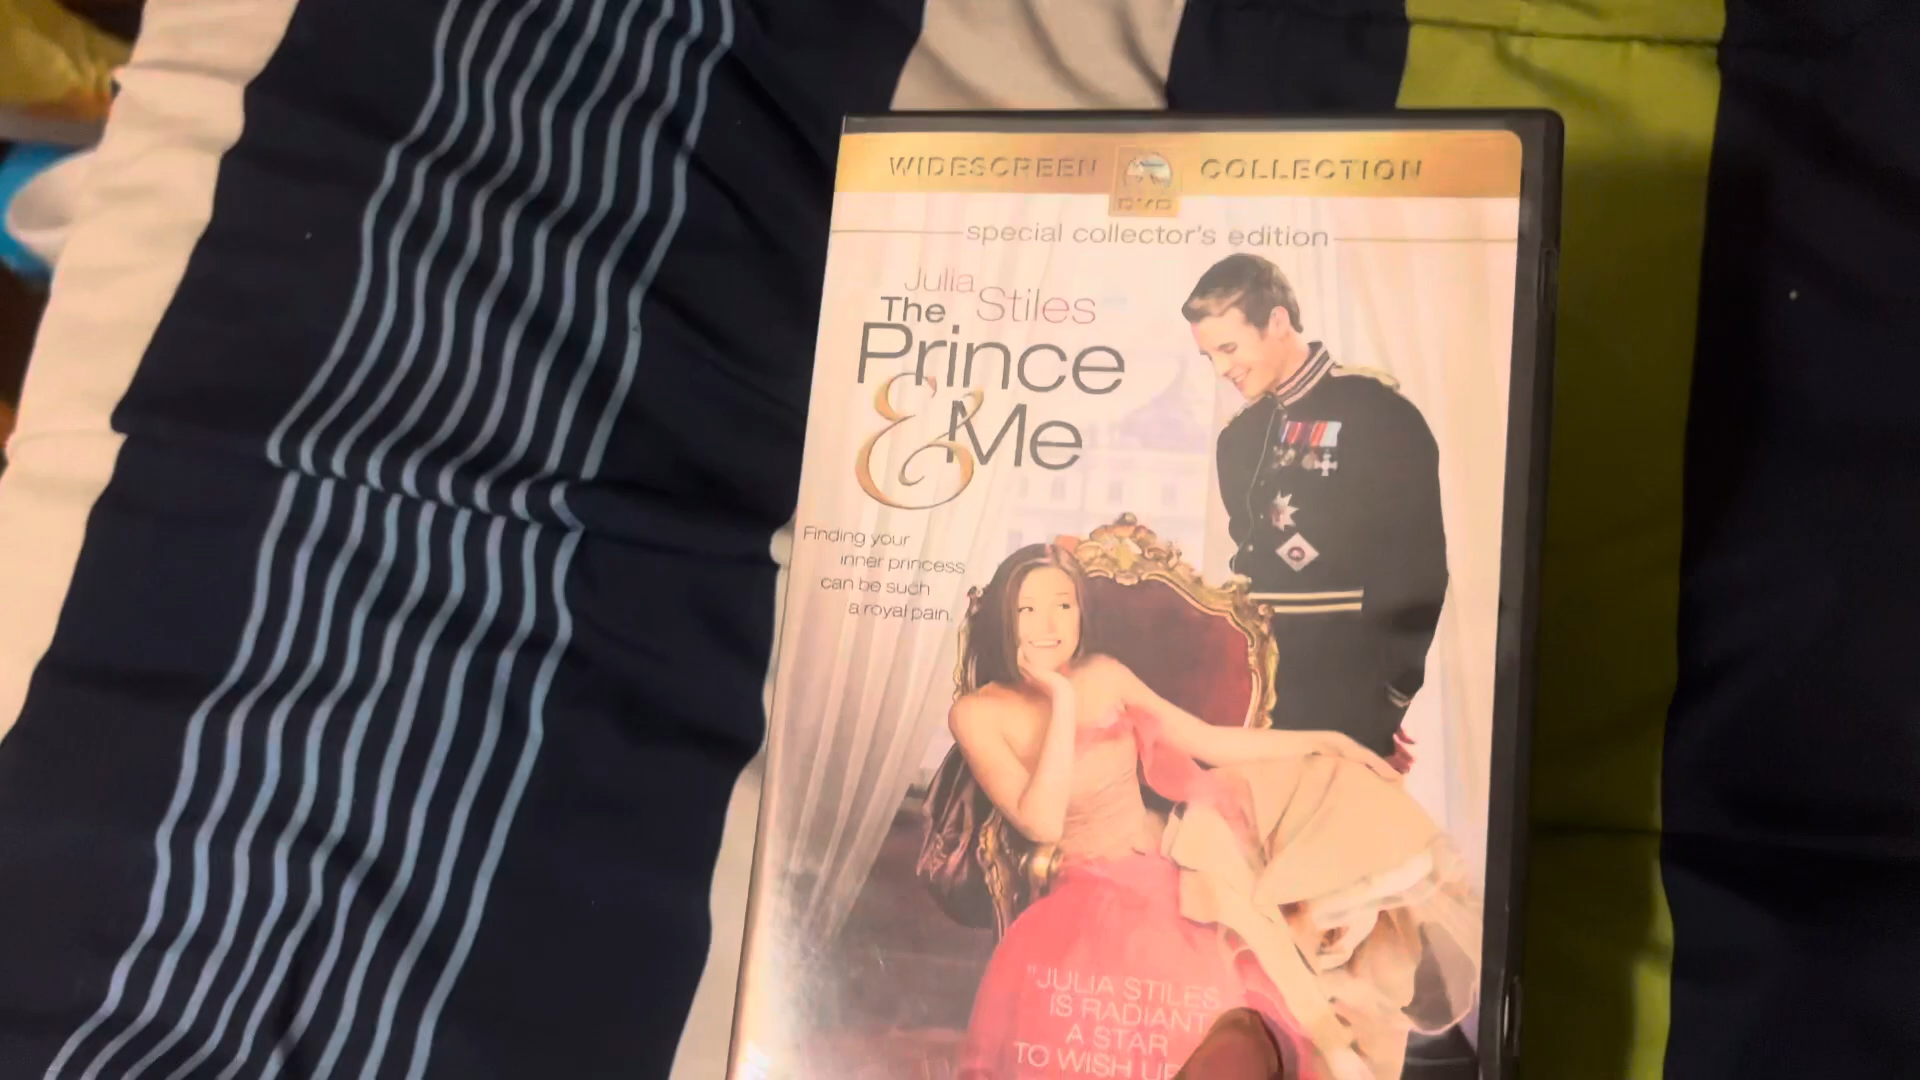 WIDESCREEN DVD COLLECTION
special collector's edition
Julia Stiles
The
Prince
& Me
Finding your
inner princess
can be such
a royal pain.
"JULIA STILES
IS RADIANT
A STAR
TO WISH